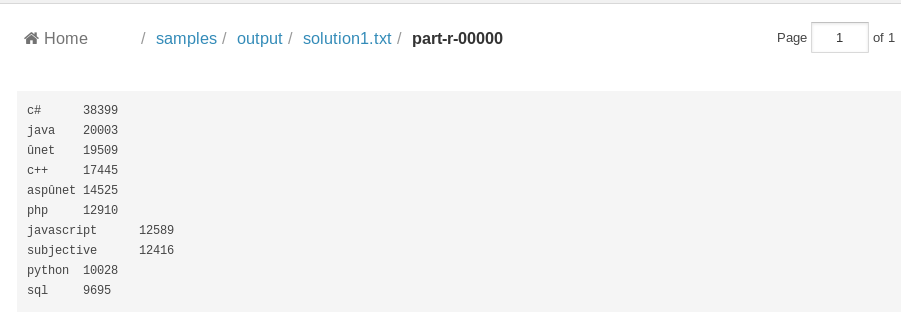 Home / samples / output / solution1.txt / part-r-00000 Page 1 of 1
c# 38399
java 20003
ûnet 19509
c++ 17445
aspûnet 14525
php 12910
javascript 12589
subjective 12416
python 10028
sql 9695